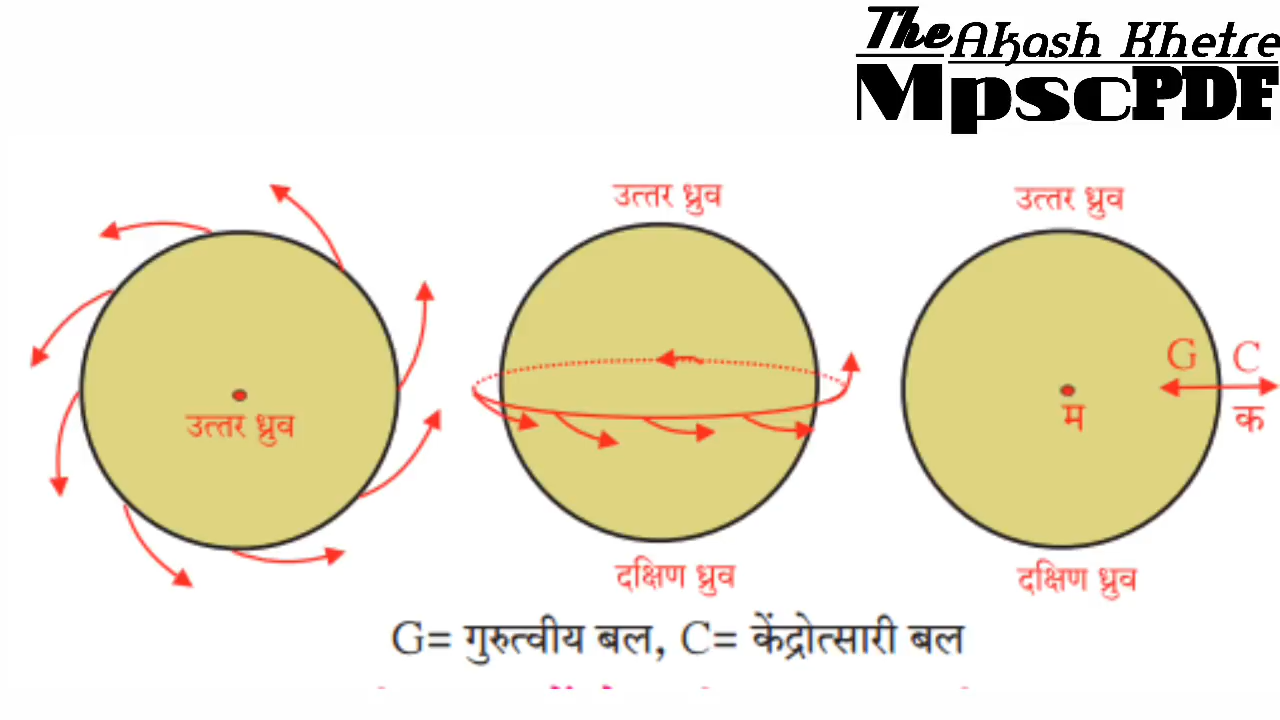 The Akash Khetre
MpscPDF
उत्तर ध्रुव
उत्तर ध्रुव
उत्तर ध्रुव
G C
म
क
दक्षिण ध्रुव
दक्षिण ध्रुव
G= गुरुत्वीय बल, C= केंद्रोत्सारी बल